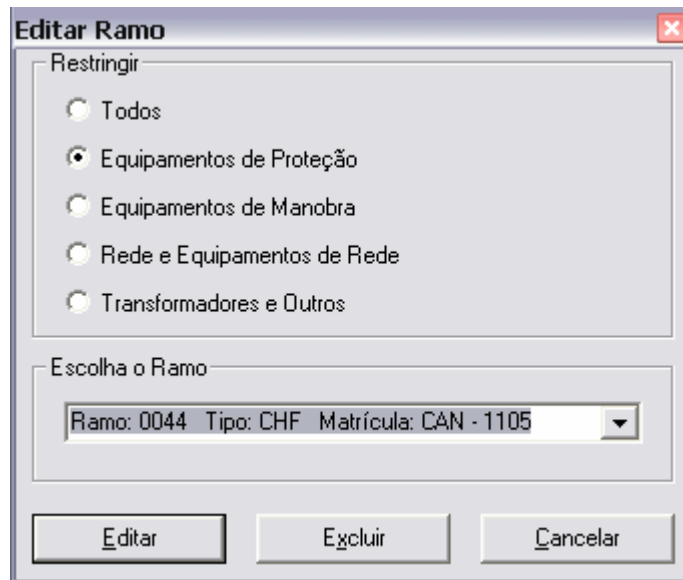 Editar Ramo
Restringir
Todos
Equipamentos de Proteção
Equipamentos de Manobra
Rede e Equipamentos de Rede
Transformadores e Outros
Escolha o Ramo
Ramo: 0044 Tipo: CHF Matrícula: CAN - 1105
Editar Excluir Cancelar